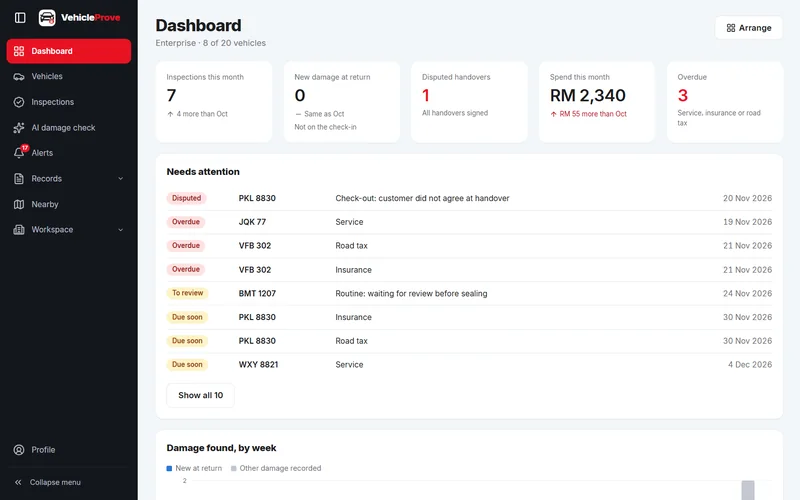 VehicleProve
Dashboard
Vehicles
Inspections
AI damage check
17
Alerts
Records
Nearby
Workspace
Profile
Collapse menu
Dashboard
Enterprise · 8 of 20 vehicles
Arrange
Inspections this month
7
↑ 4 more than Oct
New damage at return
0
— Same as Oct
Not on the check-in
Disputed handovers
1
All handovers signed
Spend this month
RM 2,340
↑ RM 55 more than Oct
Overdue
3
Service, insurance or road
tax
Needs attention
Disputed PKL 8830 Check-out: customer did not agree at handover 20 Nov 2026
Overdue JQK 77 Service 19 Nov 2026
Overdue VFB 302 Road tax 21 Nov 2026
Overdue VFB 302 Insurance 21 Nov 2026
To review BMT 1207 Routine: waiting for review before sealing 24 Nov 2026
Due soon PKL 8830 Insurance 30 Nov 2026
Due soon PKL 8830 Road tax 30 Nov 2026
Due soon WXY 8821 Service 4 Dec 2026
Show all 10
Damage found, by week
New at return Other damage recorded
2